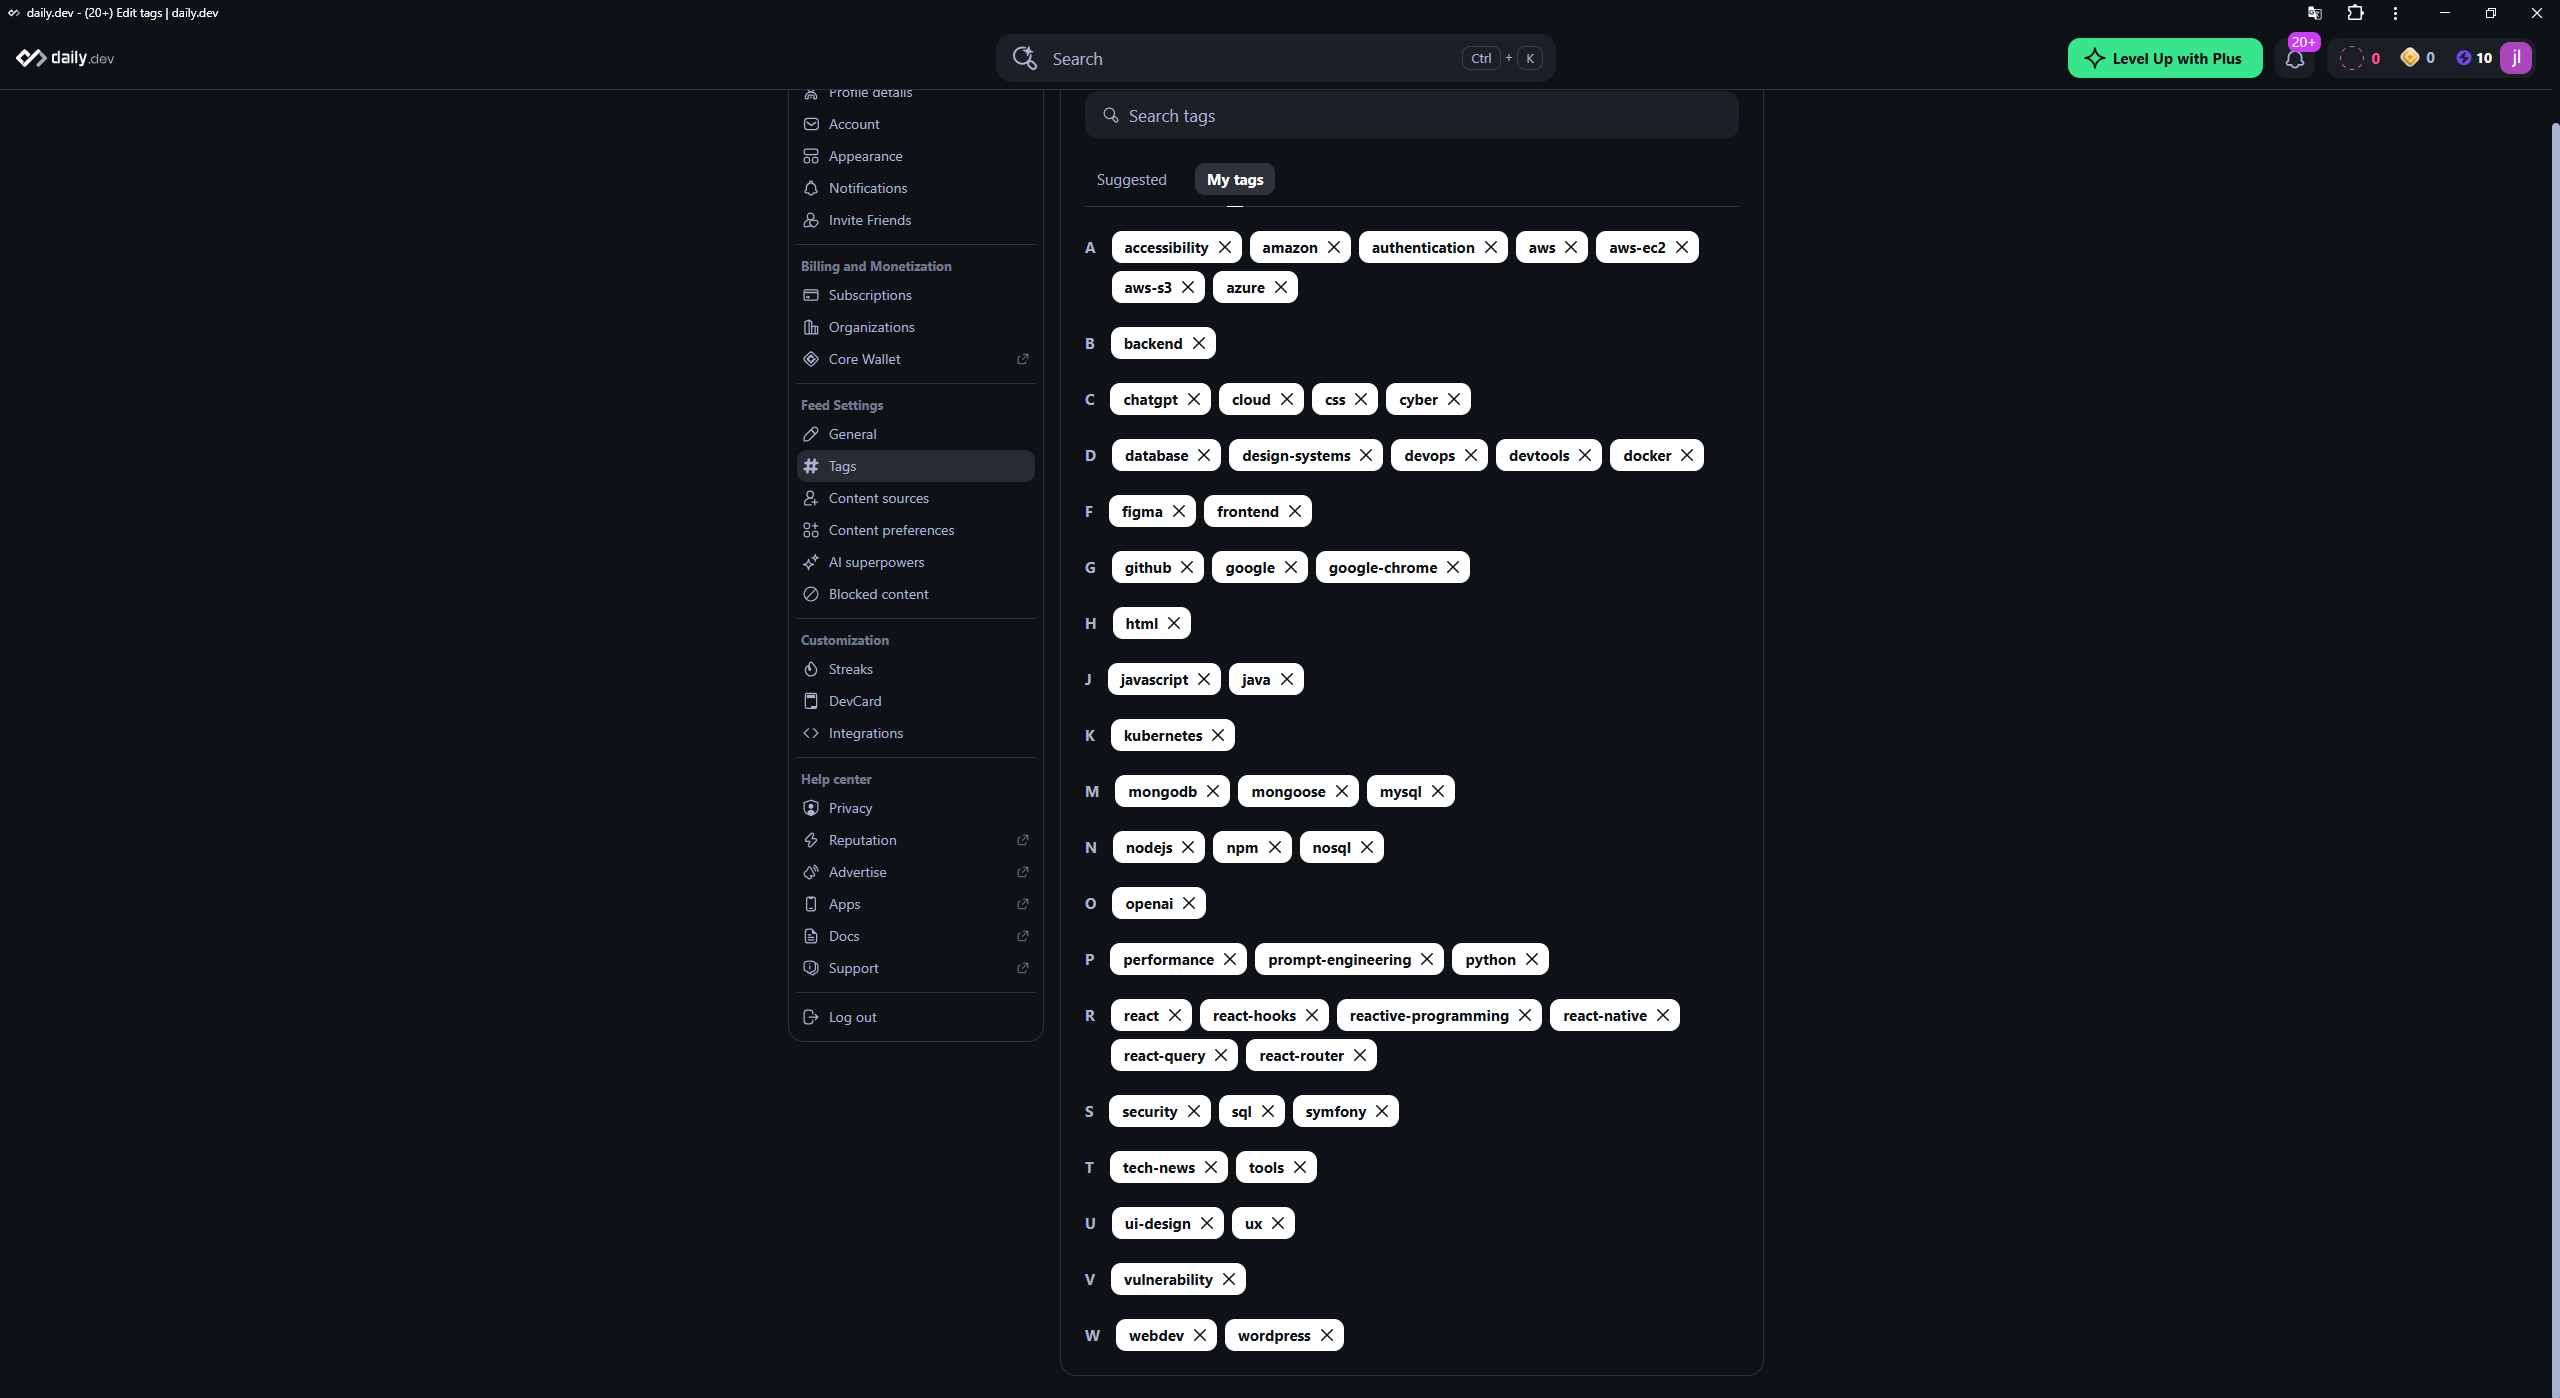 daily.dev - (20+) Edit tags | daily.dev
daily.dev
Search
Ctrl + K
Level Up with Plus
20+
0
0
10
jl
Profile details
Account
Appearance
Notifications
Invite Friends
Billing and Monetization
Subscriptions
Organizations
Core Wallet
Feed Settings
General
Tags
Content sources
Content preferences
AI superpowers
Blocked content
Customization
Streaks
DevCard
Integrations
Help center
Privacy
Reputation
Advertise
Apps
Docs
Support
Log out
Search tags
Suggested My tags
A accessibility amazon authentication aws aws-ec2
aws-s3 azure
B backend
C chatgpt cloud css cyber
D database design-systems devops devtools docker
F figma frontend
G github google google-chrome
H html
J javascript java
K kubernetes
M mongodb mongoose mysql
N nodejs npm nosql
O openai
P performance prompt-engineering python
R react react-hooks reactive-programming react-native
react-query react-router
S security sql symfony
T tech-news tools
U ui-design ux
V vulnerability
W webdev wordpress